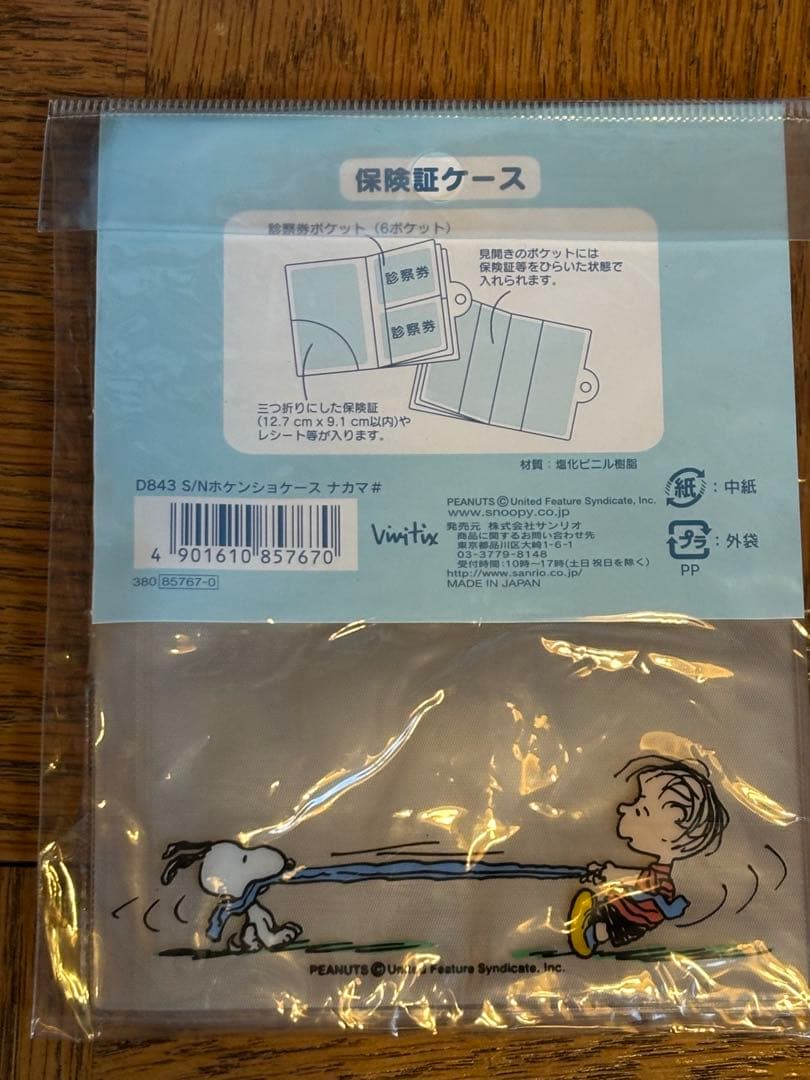 保険証ケース
診察券ポケット（6ポケット）
診察券
診察券
見開きのポケットには
保険証等をひらいた状態で
入れられます。
三つ折りにした保険証
(12.7 cm x 9.1 cm以内)や
レシート等が入ります。
材質：塩化ビニル樹脂
D843 S/Nホケンショケース ナカマ#
4 901610 857670
380 85767-0
Vivitix
PEANUTS © United Feature Syndicate, Inc.
www.snoopy.co.jp
発売元 株式会社サンリオ
商品に関するお問い合わせ先
東京都品川区大崎1-6-1
03-3779-8148
受付時間：10時～17時(土日 祝日を除く)
http://www.sanrio.co.jp/
MADE IN JAPAN
紙：中紙
プラ：外袋
PP
PEANUTS © United Feature Syndicate, Inc.